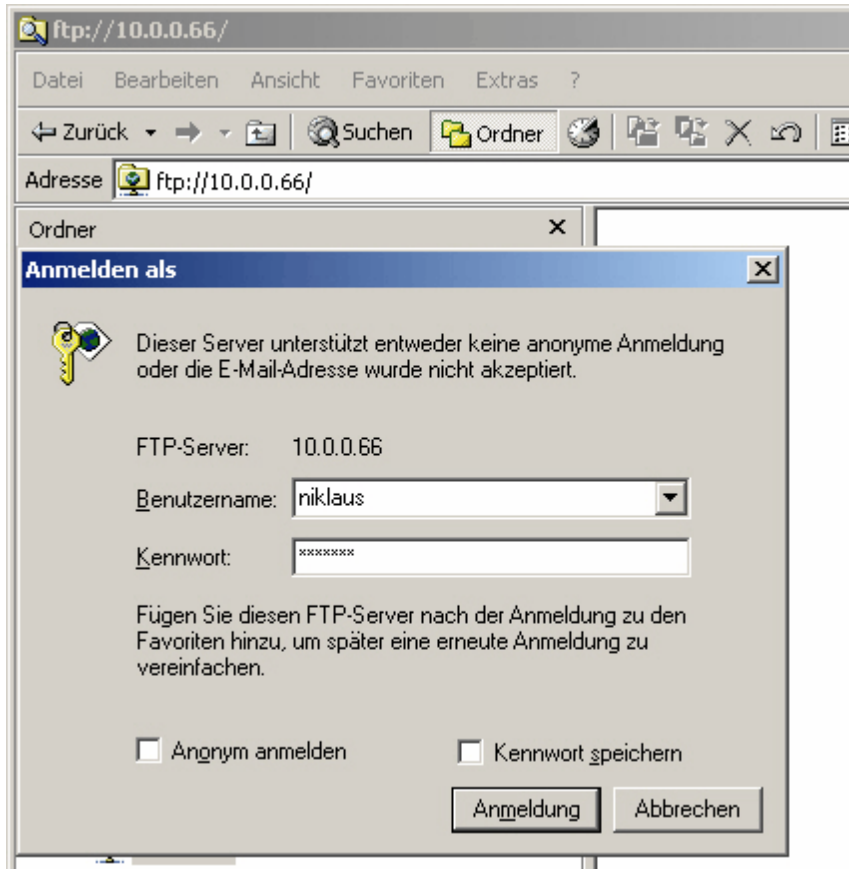 ftp://10.0.0.66/
Datei Bearbeiten Ansicht Favoriten Extras ?
Zurück Suchen Ordner
Adresse ftp://10.0.0.66/
Ordner
Anmelden als
Dieser Server unterstützt entweder keine anonyme Anmeldung
oder die E-Mail-Adresse wurde nicht akzeptiert.
FTP-Server: 10.0.0.66
Benutzername: niklaus
Kennwort: *******
Fügen Sie diesen FTP-Server nach der Anmeldung zu den
Favoriten hinzu, um später eine erneute Anmeldung zu
vereinfachen.
Anonym anmelden Kennwort speichern
Anmeldung Abbrechen